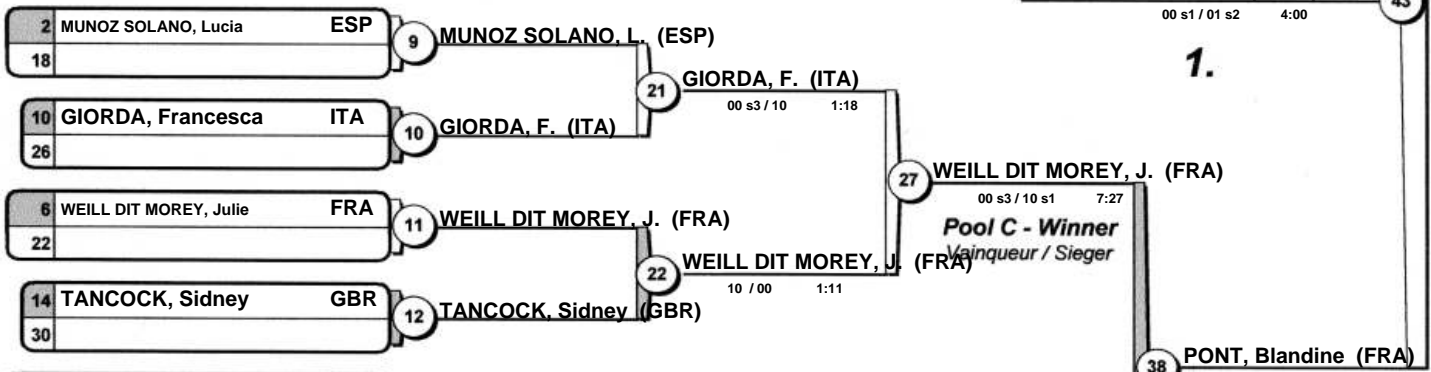 43
00 s1 / 01 s2 4:00
1.
2 MUNOZ SOLANO, Lucia ESP
18
9 MUNOZ SOLANO, L. (ESP)
21 GIORDA, F. (ITA)
00 s3 / 10 1:18
10 GIORDA, Francesca ITA
26
10 GIORDA, F. (ITA)
27 WEILL DIT MOREY, J. (FRA)
00 s3 / 10 s1 7:27
Pool C - Winner
Vainqueur / Sieger
6 WEILL DIT MOREY, Julie FRA
22
11 WEILL DIT MOREY, J. (FRA)
22 WEILL DIT MOREY, J. (FRA)
10 / 00 1:11
14 TANCOCK, Sidney GBR
30
12 TANCOCK, Sidney (GBR)
38 PONT, Blandine (FRA)